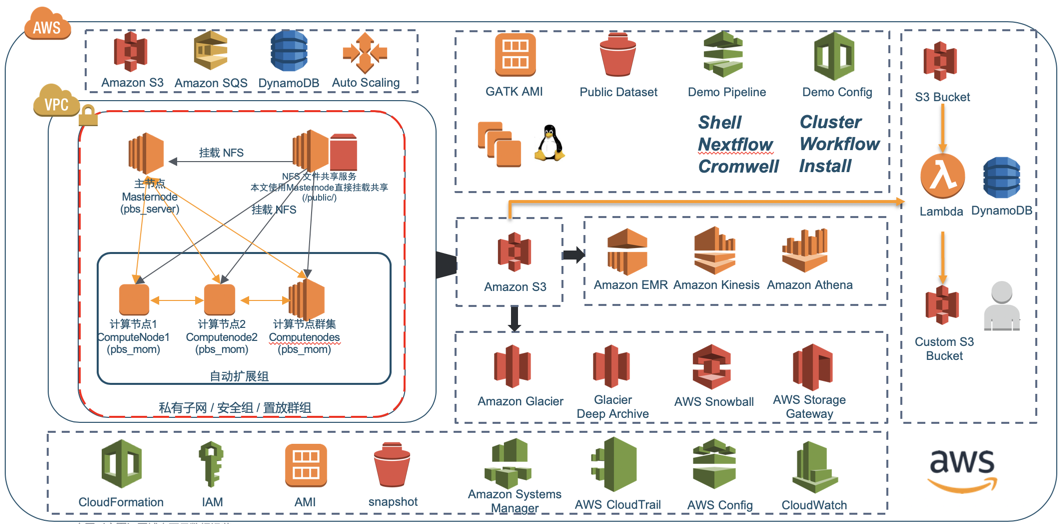 AWS
Amazon S3
Amazon SQS
DynamoDB
Auto Scaling
VPC
挂载 NFS
主节点
Masternode
(pbs_server)
NFS文件共享服务
本文使用Masternode直接挂载共享
(/public/)
挂载 NFS
计算节点1
ComputeNode1
(pbs_mom)
计算节点2
Computenode2
(pbs_mom)
计算节点群集
Computenodes
(pbs_mom)
自动扩展组
私有子网 / 安全组 / 置放群组
GATK AMI
Public Dataset
Demo Pipeline
Demo Config
Shell
Nextflow
Cromwell
Cluster
Workflow
Install
Amazon S3
Amazon EMR
Amazon Kinesis
Amazon Athena
Amazon Glacier
Glacier
Deep Archive
AWS Snowball
AWS Storage
Gateway
S3 Bucket
Lambda
DynamoDB
Custom S3
Bucket
CloudFormation
IAM
AMI
snapshot
Amazon Systems
Manager
AWS CloudTrail
AWS Config
CloudWatch
aws